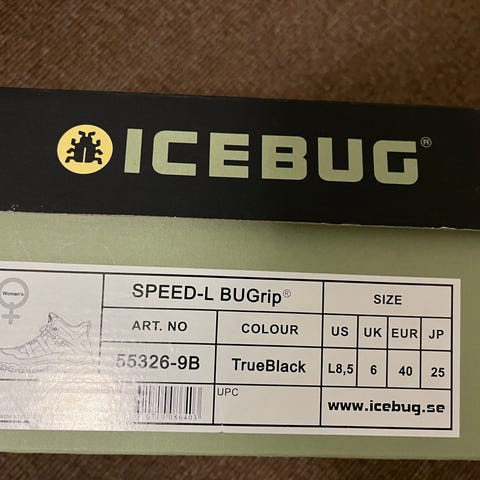 ICEBUG®
Women's
SPEED-L BUGrip®
SIZE
ART. NO COLOUR US UK EUR JP
55326-9B TrueBlack L8,5 6 40 25
UPC
www.icebug.se